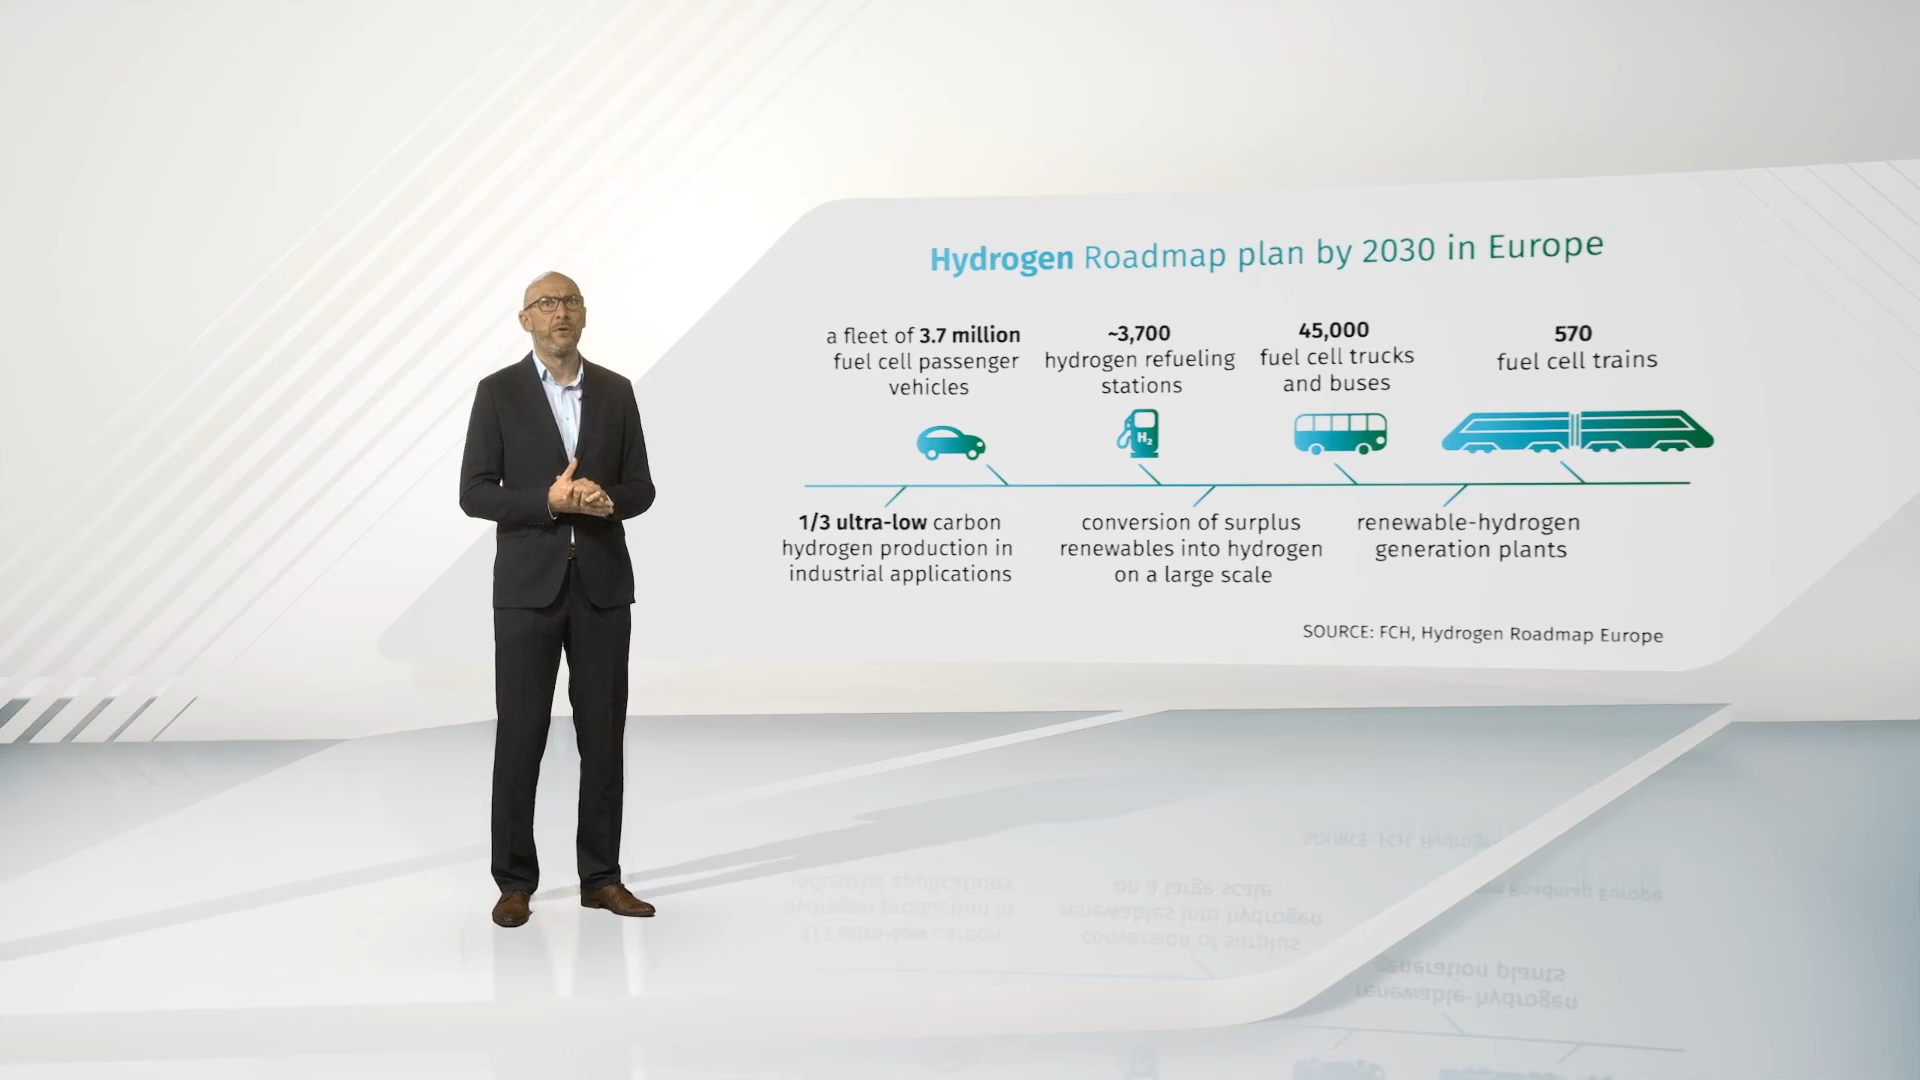 Hydrogen Roadmap plan by 2030 in Europe
a fleet of 3.7 million
fuel cell passenger
vehicles
~3,700
hydrogen refueling
stations
45,000
fuel cell trucks
and buses
570
fuel cell trains
H₂
1/3 ultra-low carbon
hydrogen production in
industrial applications
conversion of surplus
renewables into hydrogen
on a large scale
renewable-hydrogen
generation plants
SOURCE: FCH, Hydrogen Roadmap Europe